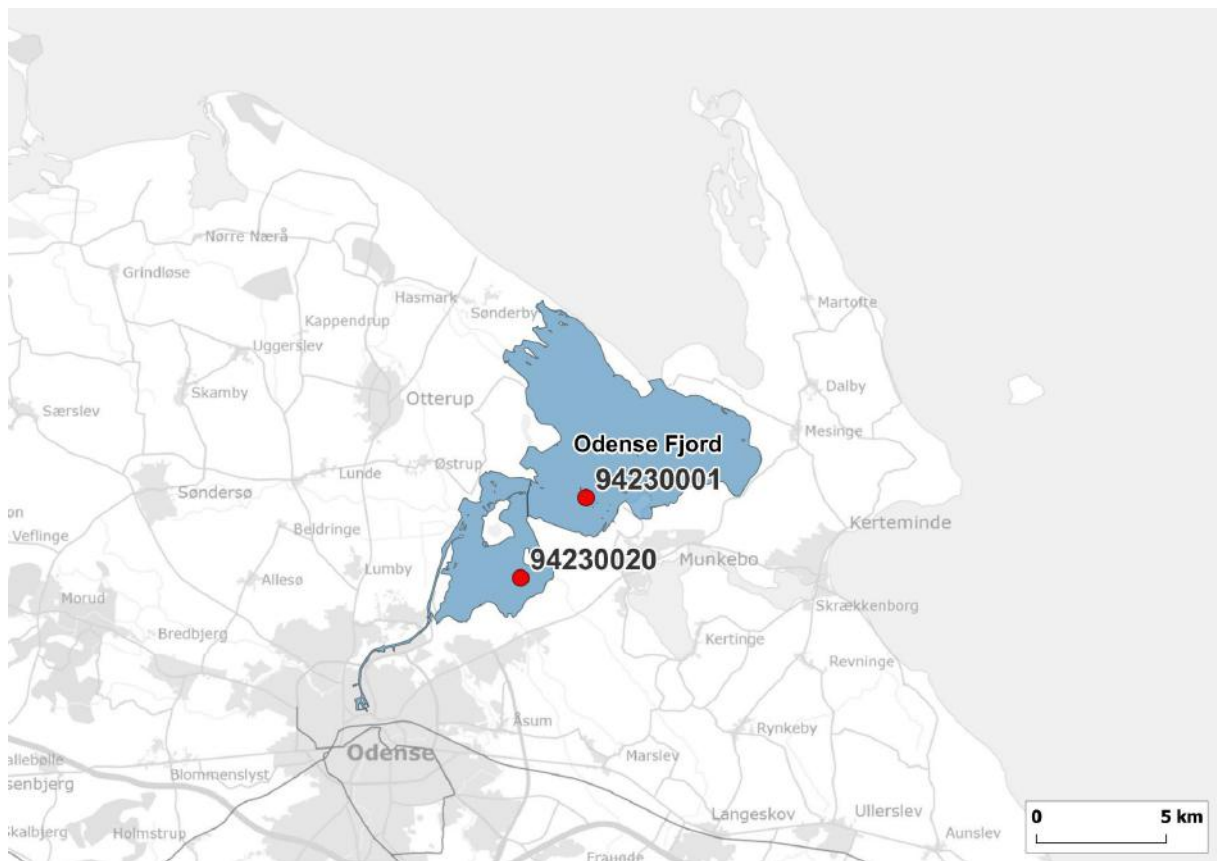 Nørre Nærå
Grindløse
Hasmark
Sønderby
Martofte
Kappendrup
Uggerslev
Skamby
Dalby
Otterup
Særslev
Mesinge
Odense Fjord
94230001
Østrup
Lunde
Søndersø
Kerteminde
Beldringe
Veflinge
94230020
Munkebo
Lumby
Allesø
Morud
Skrækkenborg
Bredbjerg
Kertinge
Revninge
Åsum
Rynkeby
Odense
Marslev
Blommenslyst
Langeskov
Ullerslev
0 5 km
Holmstrup
Aunslev